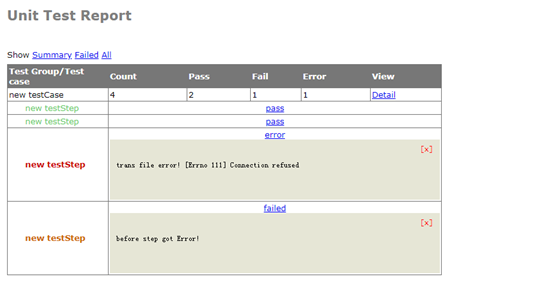 Unit Test Report
Show Summary Failed All
Test Group/Test case Count Pass Fail Error View
new testCase 4 2 1 1 Detail
new testStep pass
new testStep pass
error
[x]
new testStep trans file error! [Errno 111] Connection refused
failed
[x]
new testStep before step got Error!